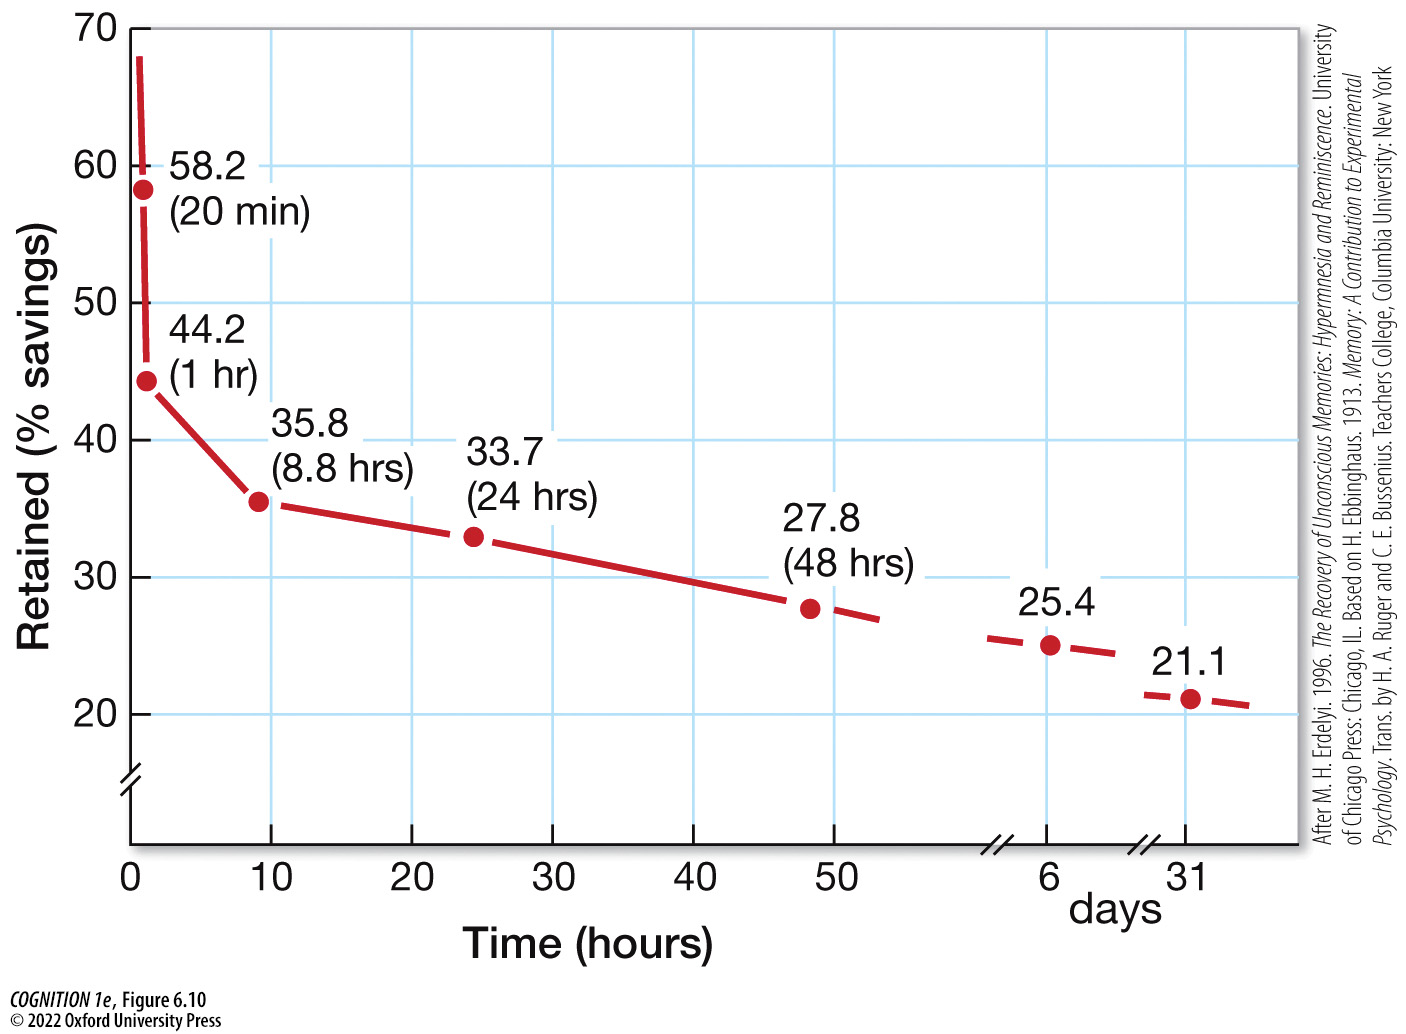 70
60
50
40
30
20
Retained (% savings)
58.2
(20 min)
44.2
(1 hr)
35.8
(8.8 hrs)
33.7
(24 hrs)
27.8
(48 hrs)
25.4
21.1
0 10 20 30 40 50 6 31
days
Time (hours)
After M. H. Erdelyi. 1996. The Recovery of Unconscious Memories: Hypermnesia and Reminiscence. University
of Chicago Press: Chicago, IL. Based on H. Ebbinghaus. 1913. Memory: A Contribution to Experimental
Psychology. Trans. by H. A. Ruger and C. E. Bussenius. Teachers College, Columbia University: New York
COGNITION 1e, Figure 6.10
© 2022 Oxford University Press